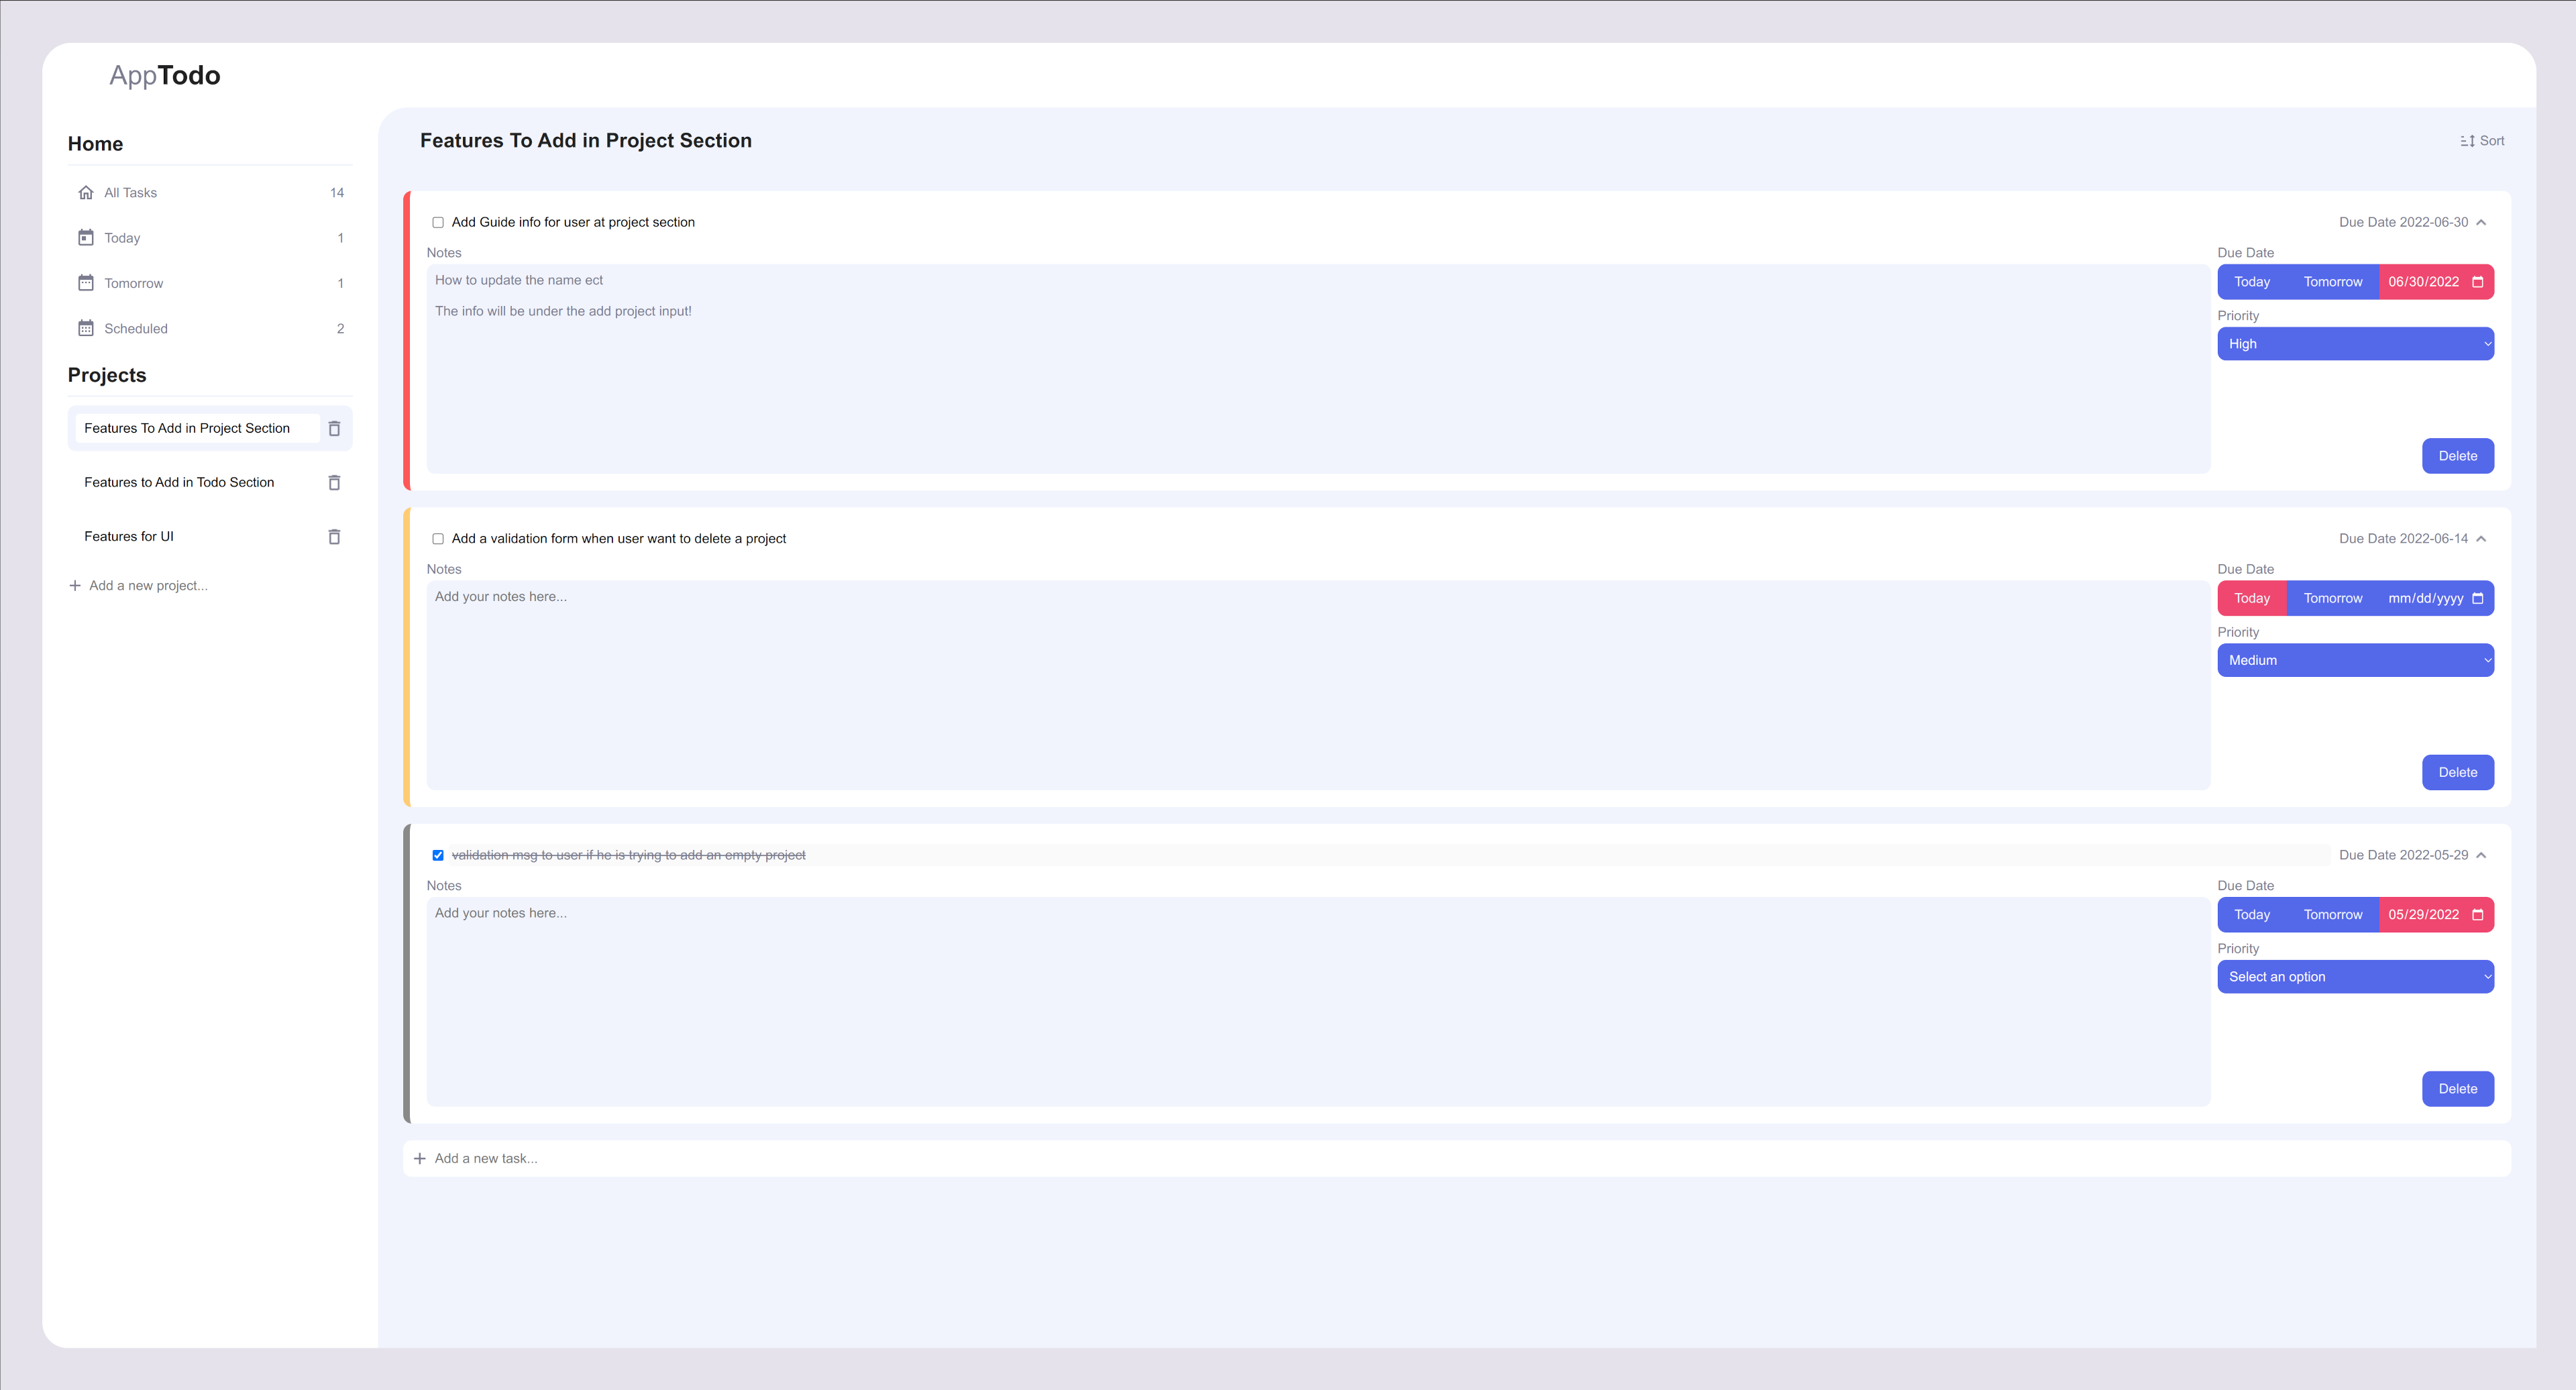 AppTodo
Home
All Tasks 14
Today 1
Tomorrow 1
Scheduled 2
Projects
Features To Add in Project Section
Features to Add in Todo Section
Features for UI
Add a new project...
Features To Add in Project Section
Sort
Add Guide info for user at project section
Due Date 2022-06-30
Notes
How to update the name ect
The info will be under the add project input!
Due Date
Today Tomorrow 06/30/2022
Priority
High
Delete
Add a validation form when user want to delete a project
Due Date 2022-06-14
Notes
Add your notes here...
Due Date
Today Tomorrow mm/dd/yyyy
Priority
Medium
Delete
validation msg to user if he is trying to add an empty project
Due Date 2022-05-29
Notes
Add your notes here...
Due Date
Today Tomorrow 05/29/2022
Priority
Select an option
Delete
Add a new task...